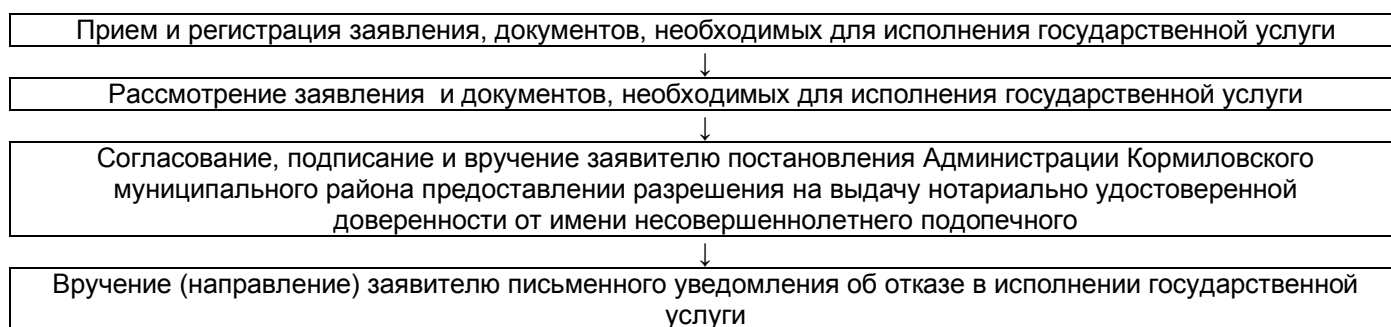 Прием и регистрация заявления, документов, необходимых для исполнения государственной услуги
↓
Рассмотрение заявления  и документов, необходимых для исполнения государственной услуги
↓
Согласование, подписание и вручение заявителю постановления Администрации Кормиловского
муниципального района предоставлении разрешения на выдачу нотариально удостоверенной
доверенности от имени несовершеннолетнего подопечного
↓
Вручение (направление) заявителю письменного уведомления об отказе в исполнении государственной
услуги